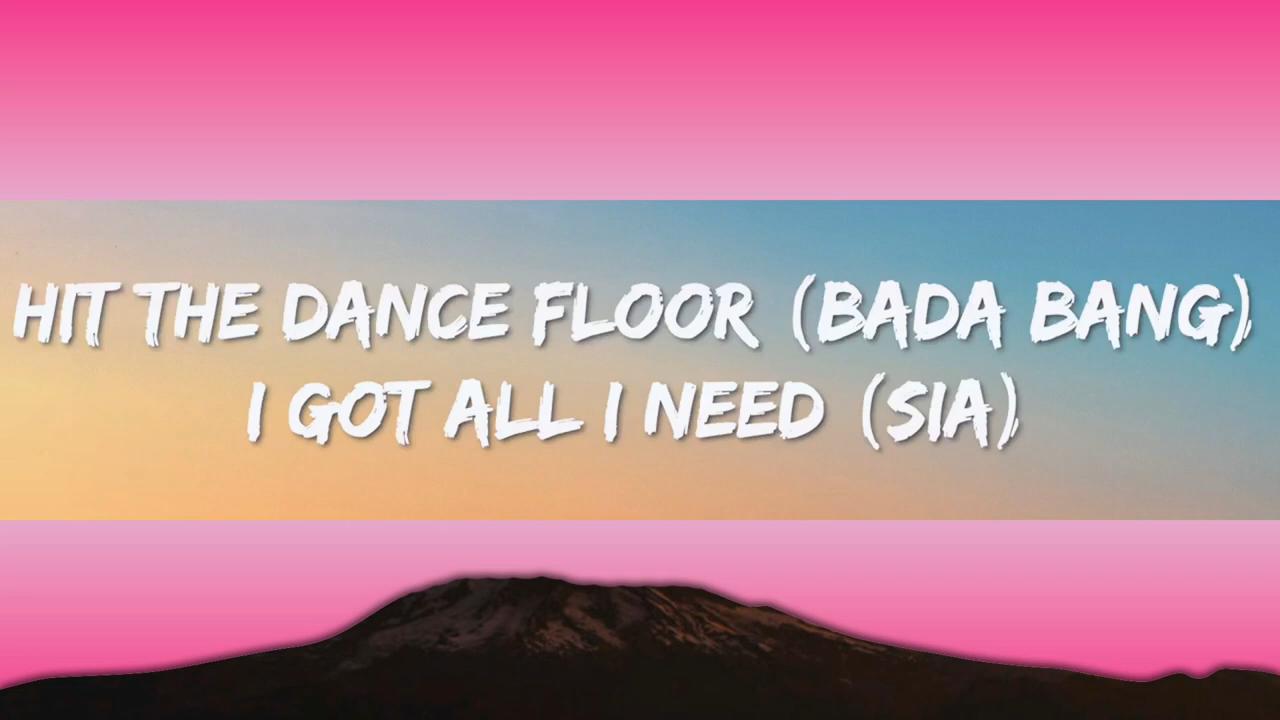 HIT THE DANCE FLOOR (BADA BANG)
I GOT ALL I NEED (SIA)